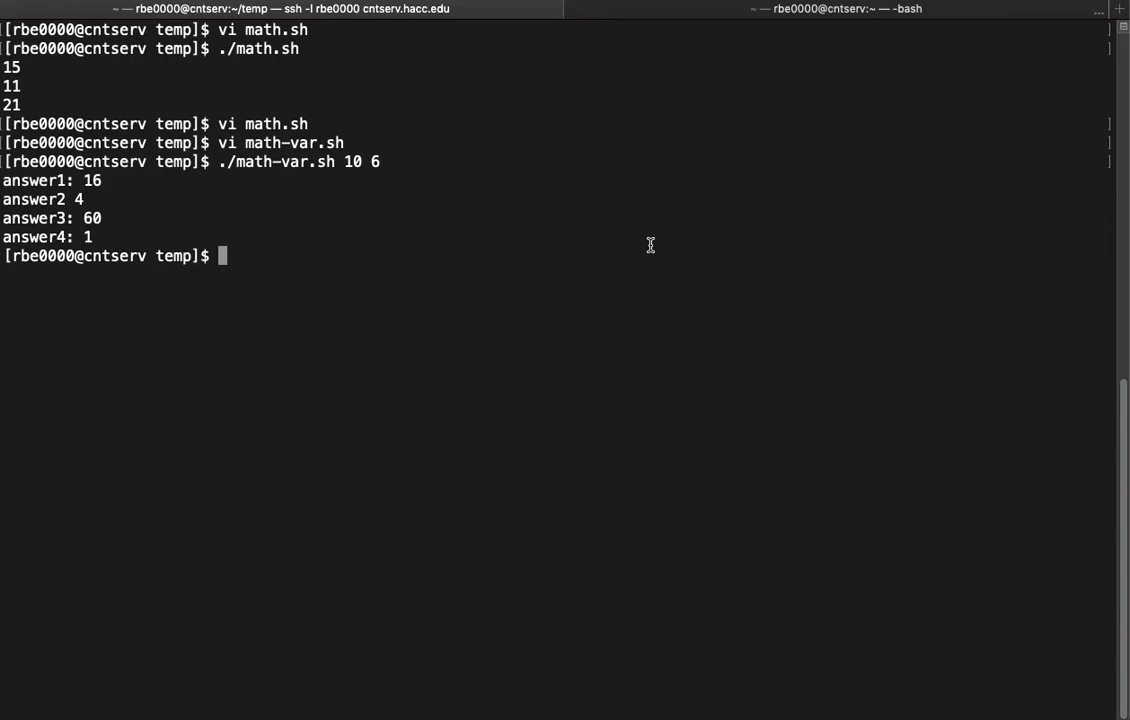 ~ — rbe0000@cntserv:~/temp — ssh -l rbe0000 cntserv.hacc.edu
~ — rbe0000@cntserv:~ — -bash
... +
[[rbe0000@cntserv temp]$ vi math.sh ]
[[rbe0000@cntserv temp]$ ./math.sh ]
15
11
21
[[rbe0000@cntserv temp]$ vi math.sh ]
[[rbe0000@cntserv temp]$ vi math-var.sh ]
[[rbe0000@cntserv temp]$ ./math-var.sh 10 6 ]
answer1: 16
answer2 4
answer3: 60
answer4: 1
[rbe0000@cntserv temp]$